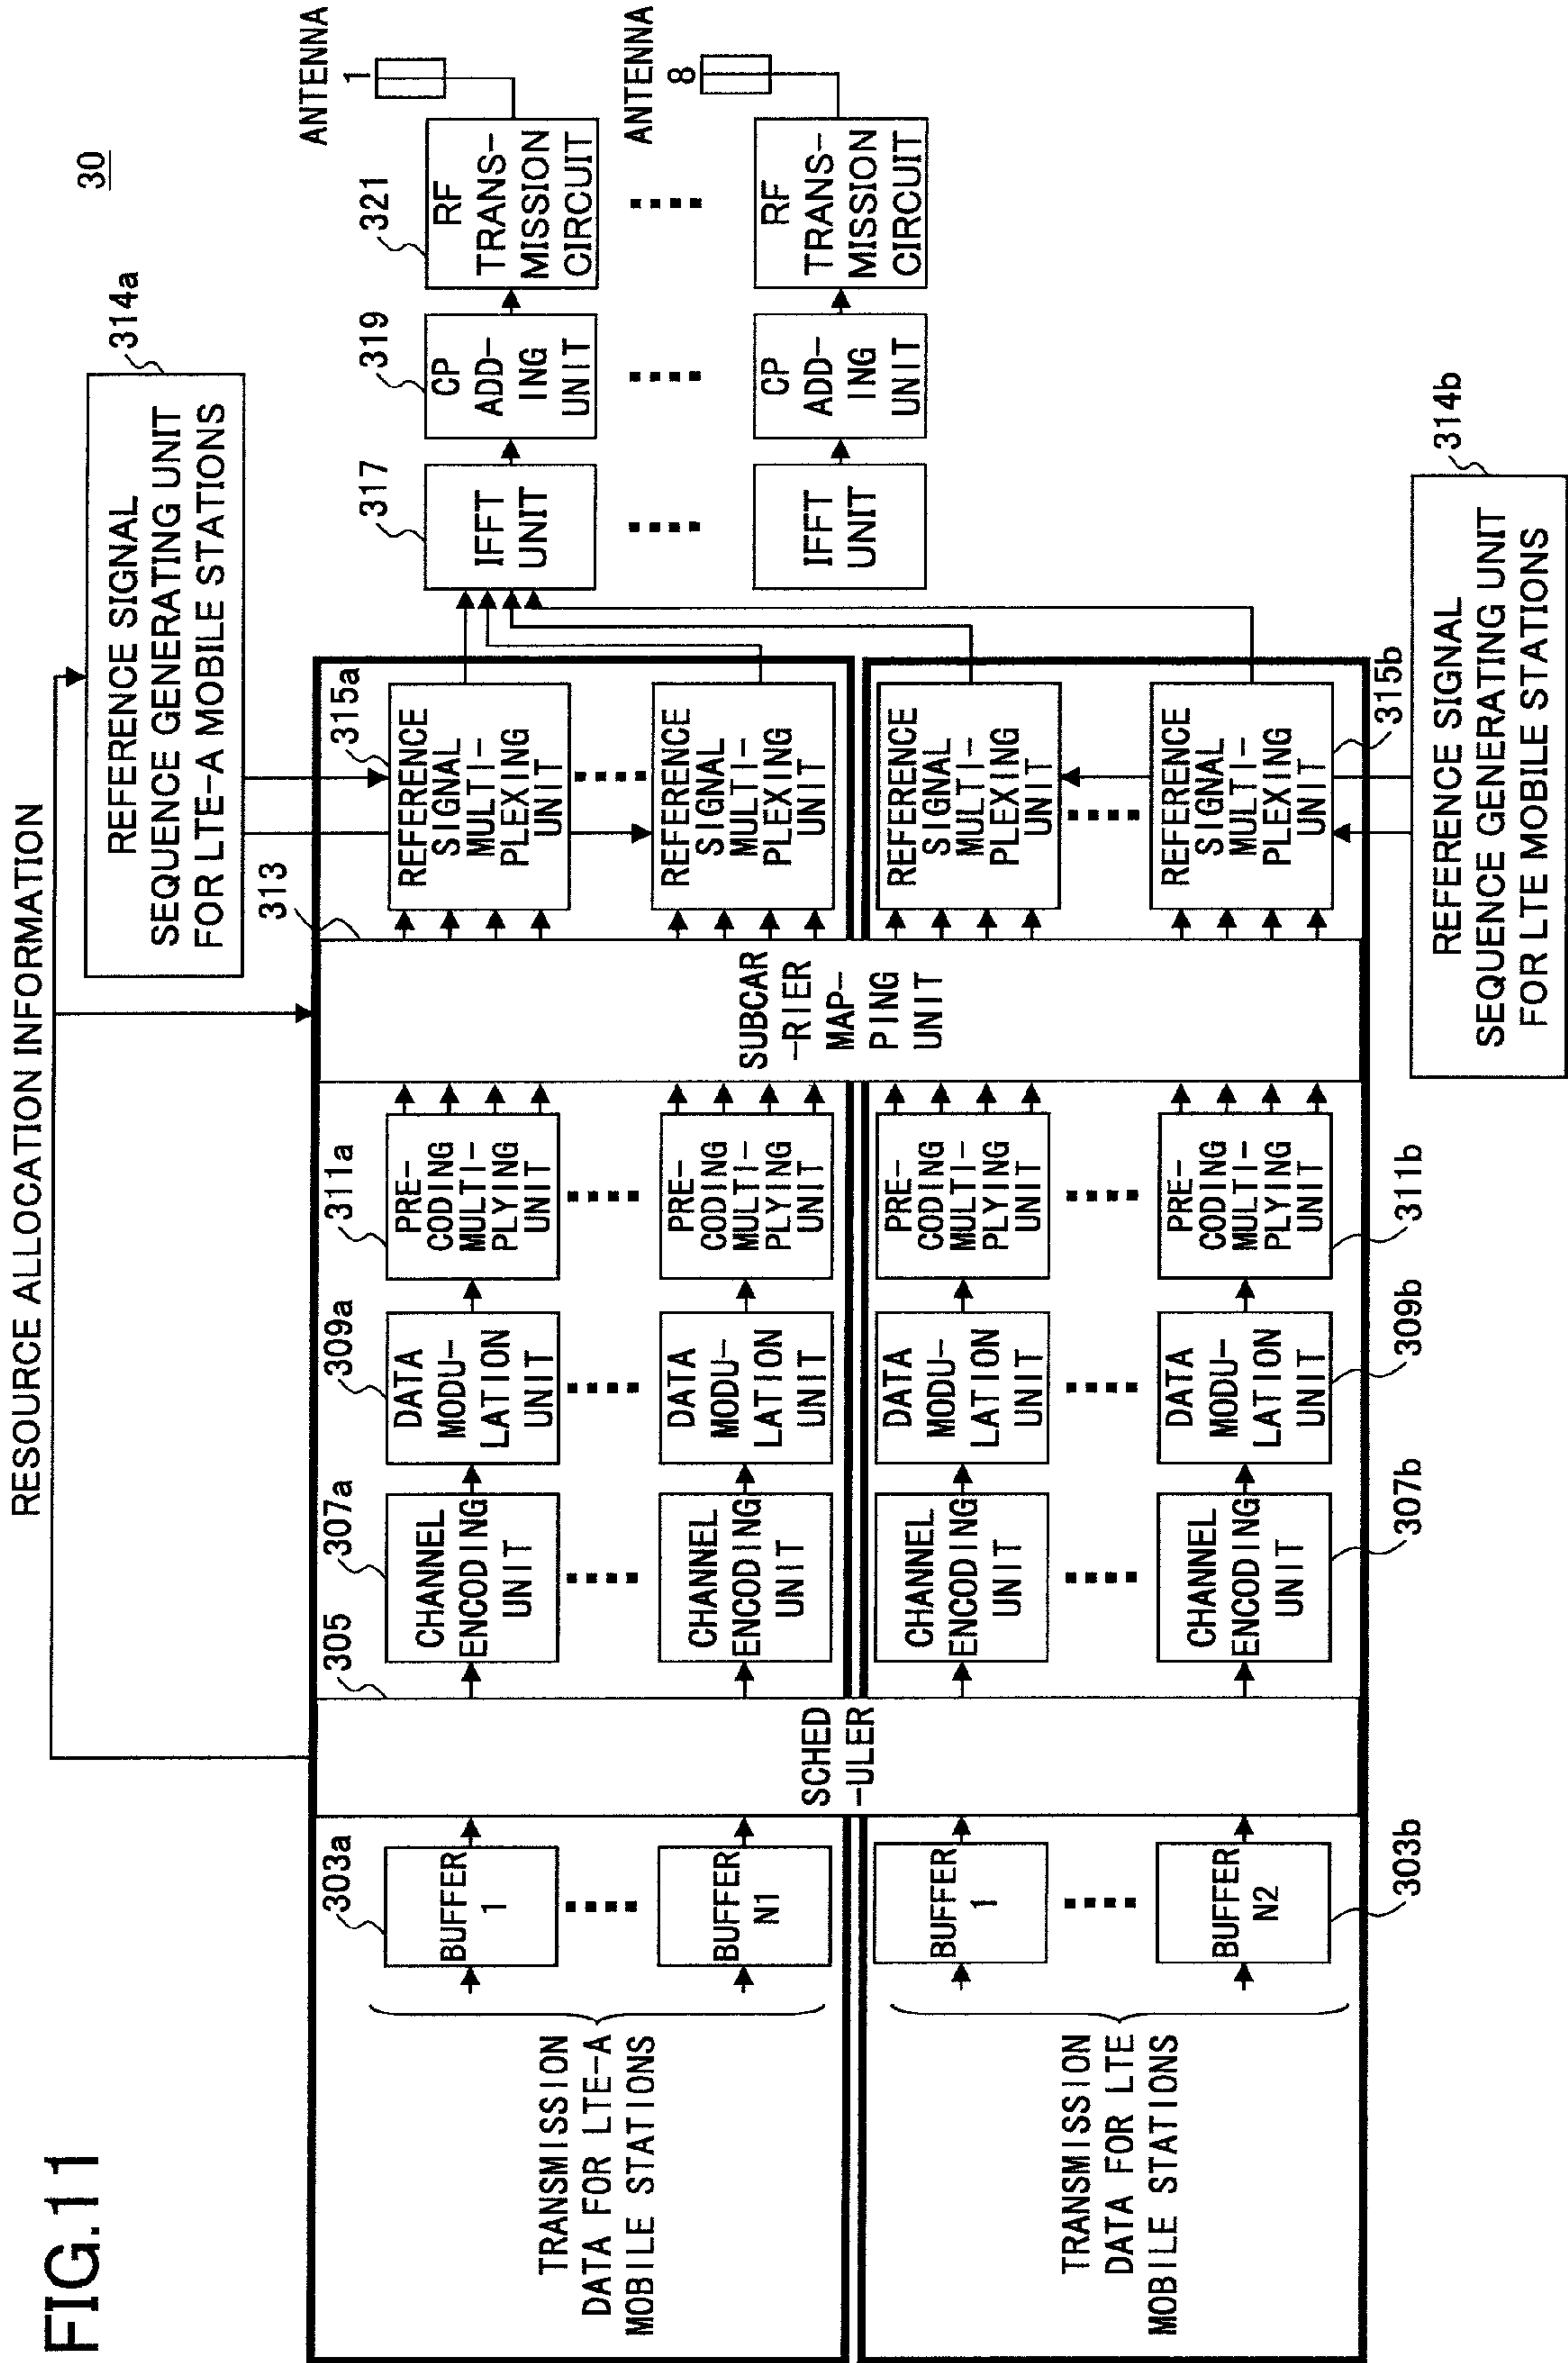 FIG.11
30
RESOURCE ALLOCATION INFORMATION
REFERENCE SIGNAL
SEQUENCE GENERATING UNIT
FOR LTE-A MOBILE STATIONS
314a
TRANSMISSION
DATA FOR LTE-A
MOBILE STATIONS
303a
BUFFER
1
BUFFER
N1
305
SCHED
-ULER
307a
CHANNEL
ENCODING
UNIT
CHANNEL
ENCODING
UNIT
309a
DATA
MODU-
LATION
UNIT
DATA
MODU-
LATION
UNIT
311a
PRE-
CODING
MULTI-
PLYING
UNIT
PRE-
CODING
MULTI-
PLYING
UNIT
313
SUBCAR
-RIER
MAP-
PING
UNIT
315a
REFERENCE
SIGNAL
MULTI-
PLEXING
UNIT
REFERENCE
SIGNAL
MULTI-
PLEXING
UNIT
317
IFFT
UNIT
319
CP
ADD-
ING
UNIT
321
RF
TRANS-
MISSION
CIRCUIT
ANTENNA
1
IFFT
UNIT
CP
ADD-
ING
UNIT
RF
TRANS-
MISSION
CIRCUIT
ANTENNA
8
TRANSMISSION
DATA FOR LTE
MOBILE STATIONS
BUFFER
1
BUFFER
N2
303b
CHANNEL
ENCODING
UNIT
CHANNEL
ENCODING
UNIT
307b
DATA
MODU-
LATION
UNIT
DATA
MODU-
LATION
UNIT
309b
PRE-
CODING
MULTI-
PLYING
UNIT
PRE-
CODING
MULTI-
PLYING
UNIT
311b
REFERENCE
SIGNAL
MULTI-
PLEXING
UNIT
REFERENCE
SIGNAL
MULTI-
PLEXING
UNIT
315b
REFERENCE SIGNAL
SEQUENCE GENERATING UNIT
FOR LTE MOBILE STATIONS
314b